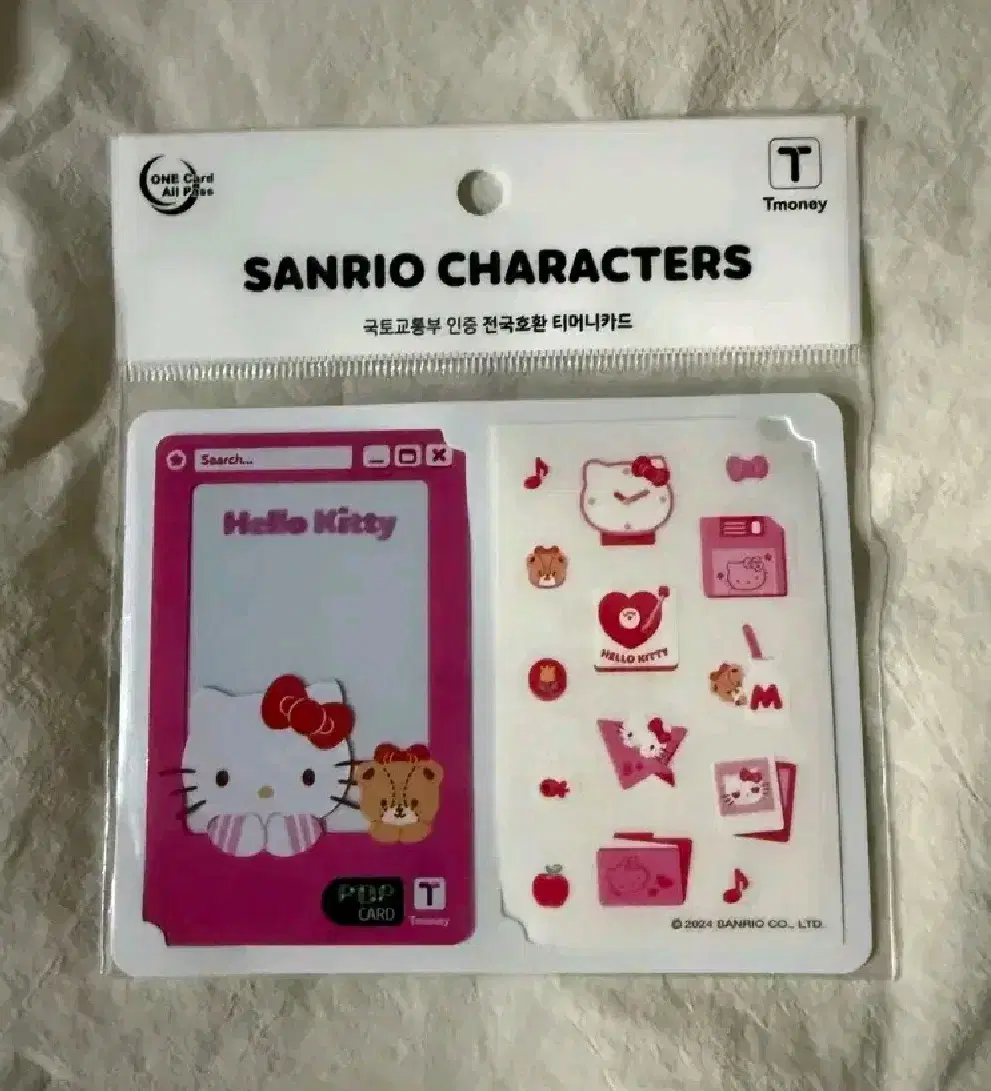 ONE Card
All Pass
Tmoney
SANRIO CHARACTERS
국토교통부 인증 전국호환 티머니카드
Search...
Hello Kitty
POP
CARD
Tmoney
HELLO KITTY
M
© 2024 SANRIO CO., LTD.